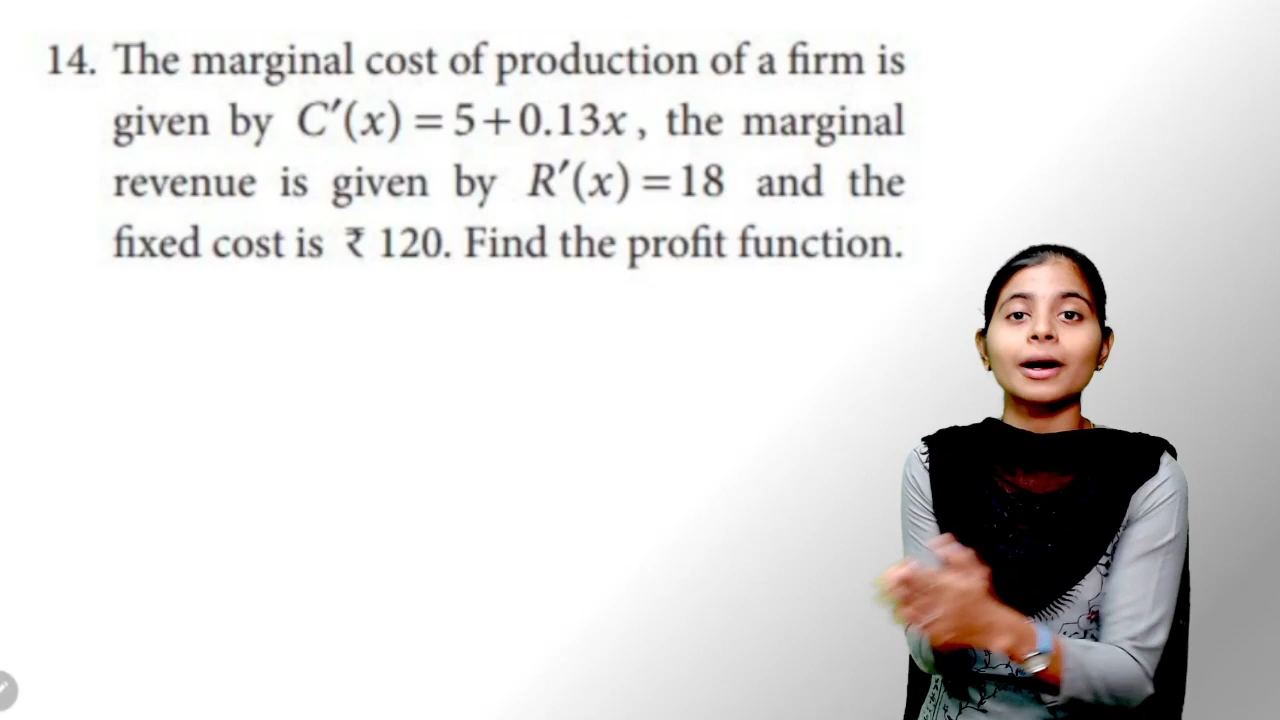 14. The marginal cost of production of a firm is
given by C′(x) = 5+0.13x , the marginal
revenue is given by R′(x) = 18 and the
fixed cost is ₹ 120. Find the profit function.